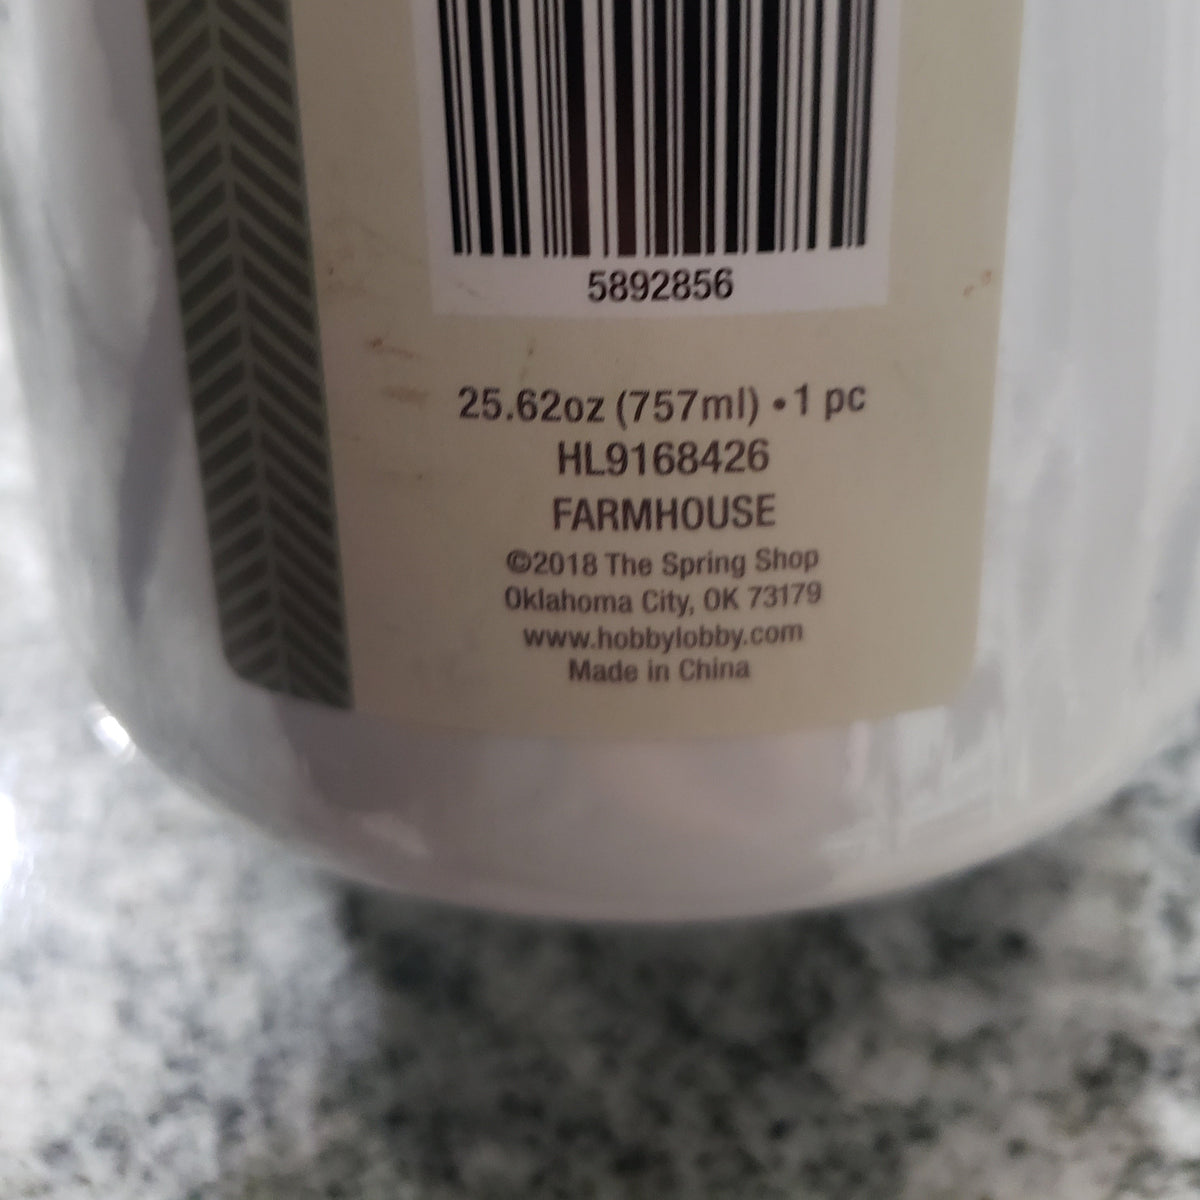 5892856
25.62oz (757ml) • 1 pc
HL9168426
FARMHOUSE
©2018 The Spring Shop
Oklahoma City, OK 73179
www.hobbylobby.com
Made in China